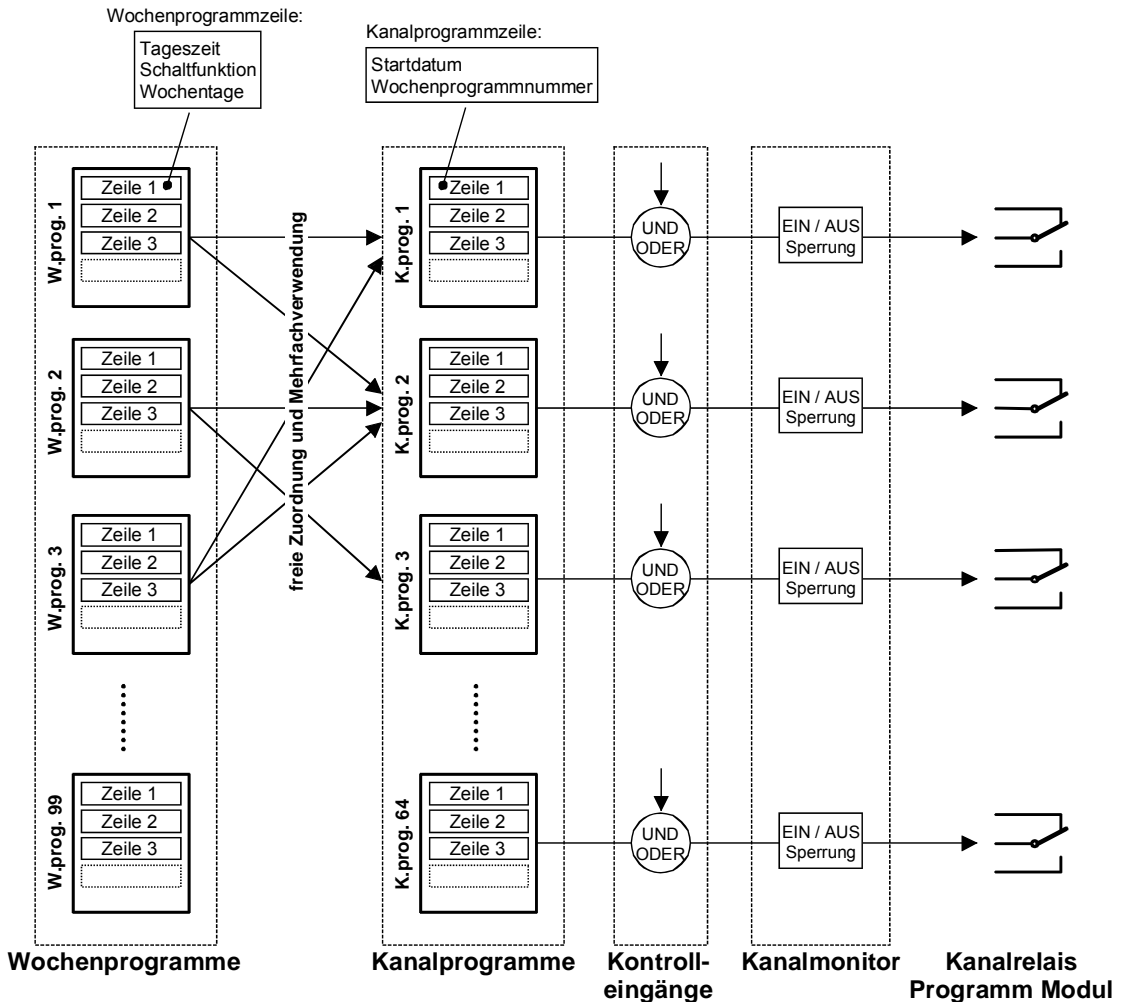 Wochenprogrammzeile:
Tageszeit
Schaltfunktion
Wochentage
Kanalprogrammzeile:
Startdatum
Wochenprogrammnummer
W.prog. 1
Zeile 1
Zeile 2
Zeile 3
W.prog. 2
Zeile 1
Zeile 2
Zeile 3
W.prog. 3
Zeile 1
Zeile 2
Zeile 3
W.prog. 99
Zeile 1
Zeile 2
Zeile 3
freie Zuordnung und Mehrfachverwendung
K.prog. 1
Zeile 1
Zeile 2
Zeile 3
K.prog. 2
Zeile 1
Zeile 2
Zeile 3
K.prog. 3
Zeile 1
Zeile 2
Zeile 3
K.prog. 64
Zeile 1
Zeile 2
Zeile 3
UND
ODER
UND
ODER
UND
ODER
UND
ODER
EIN / AUS
Sperrung
EIN / AUS
Sperrung
EIN / AUS
Sperrung
EIN / AUS
Sperrung
Wochenprogramme
Kanalprogramme
Kontroll-
eingänge
Kanalmonitor
Kanalrelais
Programm Modul